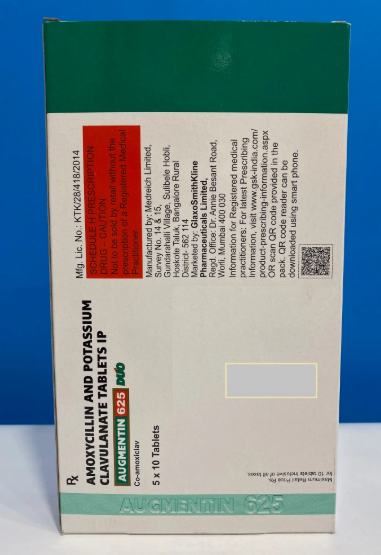 Rx
AMOXYCILLIN AND POTASSIUM
CLAVULANATE TABLETS IP
AUGMENTIN 625 DUO
Co-amoxiclav
5 x 10 Tablets
Mfg. Lic. No.: KTK/28/418/2014
SCHEDULE H PRESCRIPTION
DRUG – CAUTION
Not to be sold by retail without the
prescription of a Registered Medical
Practitioner.
Manufactured by: Medreich Limited,
Survey No. 14 & 15,
Gundrahalli Village, Sulibele Hobli,
Hoskote Taluk, Bangalore Rural
District- 562 114
Marketed by: GlaxoSmithKline
Pharmaceuticals Limited,
Regd. Office: Dr. Annie Besant Road,
Worli, Mumbai 400 030
Information for Registered medical
practitioners: For latest Prescribing
Information, visit www.gsk-india.com/
product-prescribing-information.aspx
OR scan QR code provided in the
pack. QR code reader can be
downloaded using smart phone.
Maximum Retail Price Rs.
for 10 tablets inclusive of all taxes.
AUGMENTIN 625